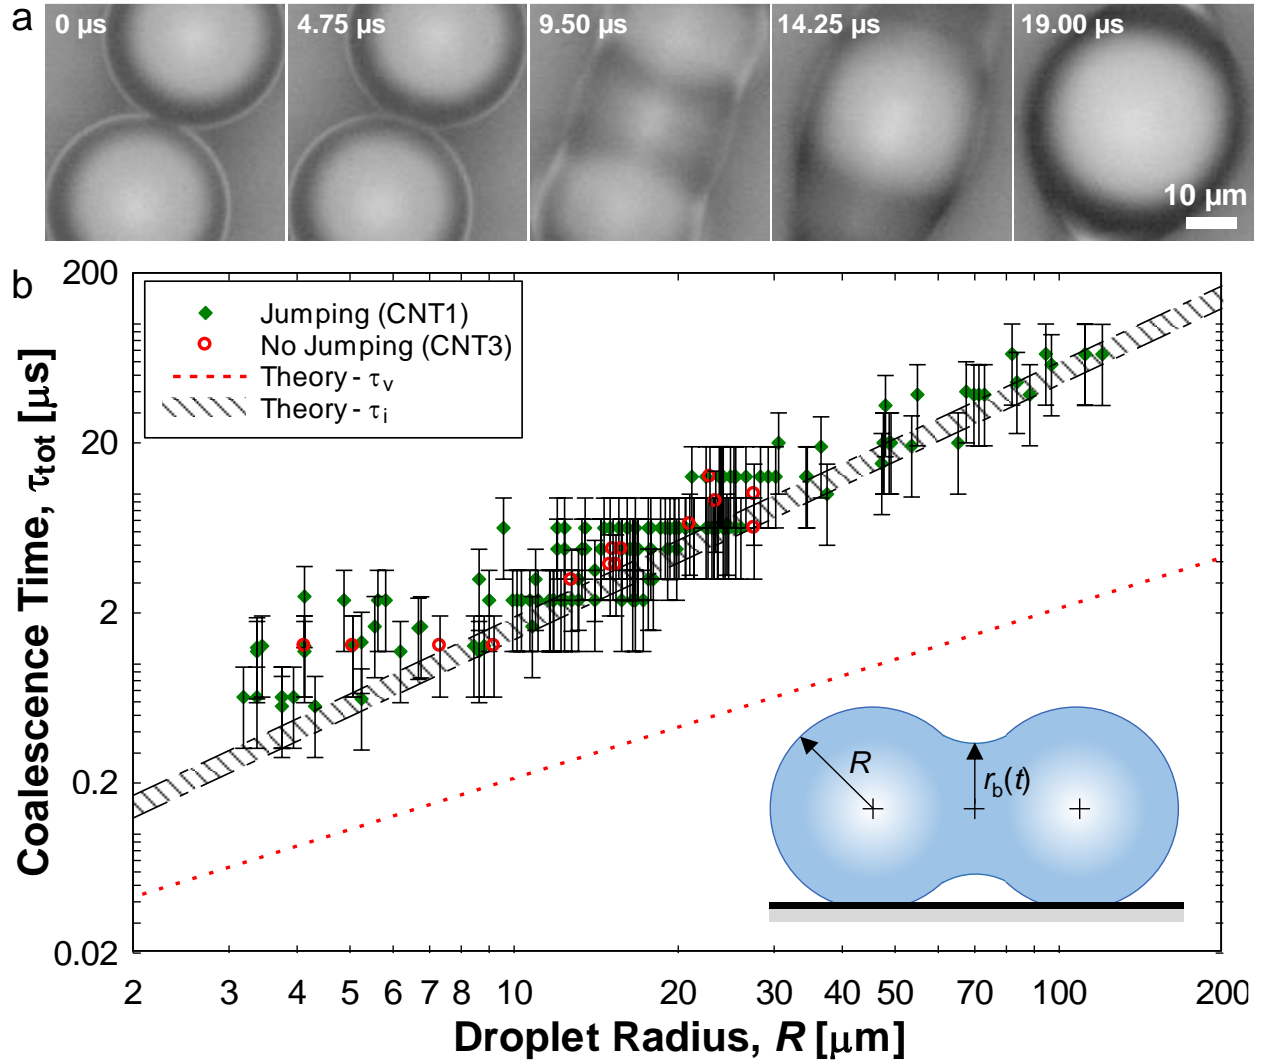 a
0 µs 4.75 µs 9.50 µs 14.25 µs 19.00 µs
10 µm
b
200
20
2
0.2
0.02
Coalescence Time, τtot [µs]
Jumping (CNT1)
No Jumping (CNT3)
Theory - τv
Theory - τi
R
rb(t)
2 3 4 5 6 7 8 10 20 30 40 50 70 100 200
Droplet Radius, R [µm]